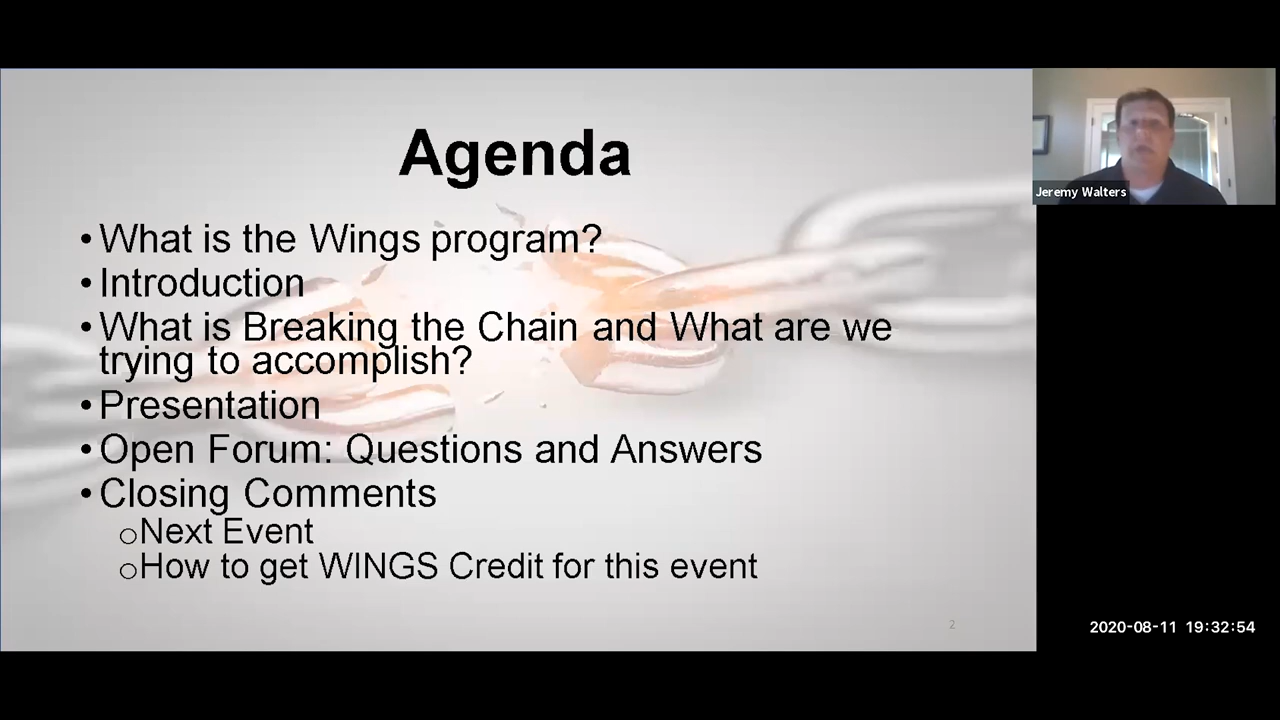 Agenda
• What is the Wings program?
• Introduction
• What is Breaking the Chain and What are we
trying to accomplish?
• Presentation
• Open Forum: Questions and Answers
• Closing Comments
o Next Event
o How to get WINGS Credit for this event
2
Jeremy Walters
2020-08-11 19:32:54